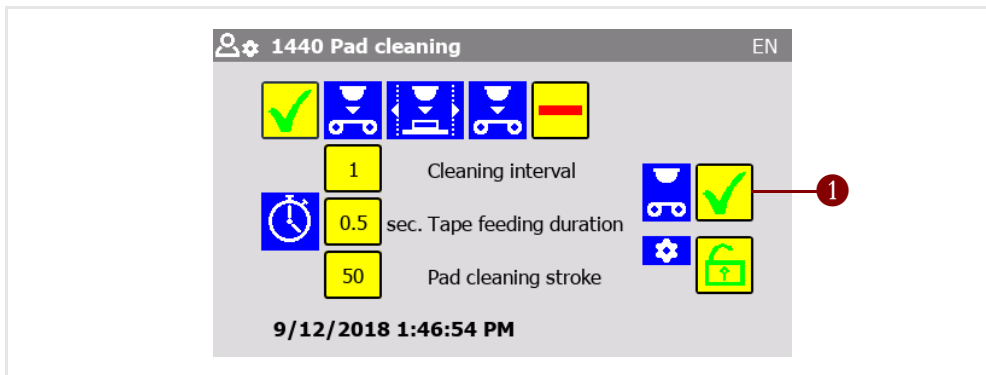 1440 Pad cleaning EN
1 Cleaning interval
0.5 sec. Tape feeding duration
1
50 Pad cleaning stroke
9/12/2018 1:46:54 PM